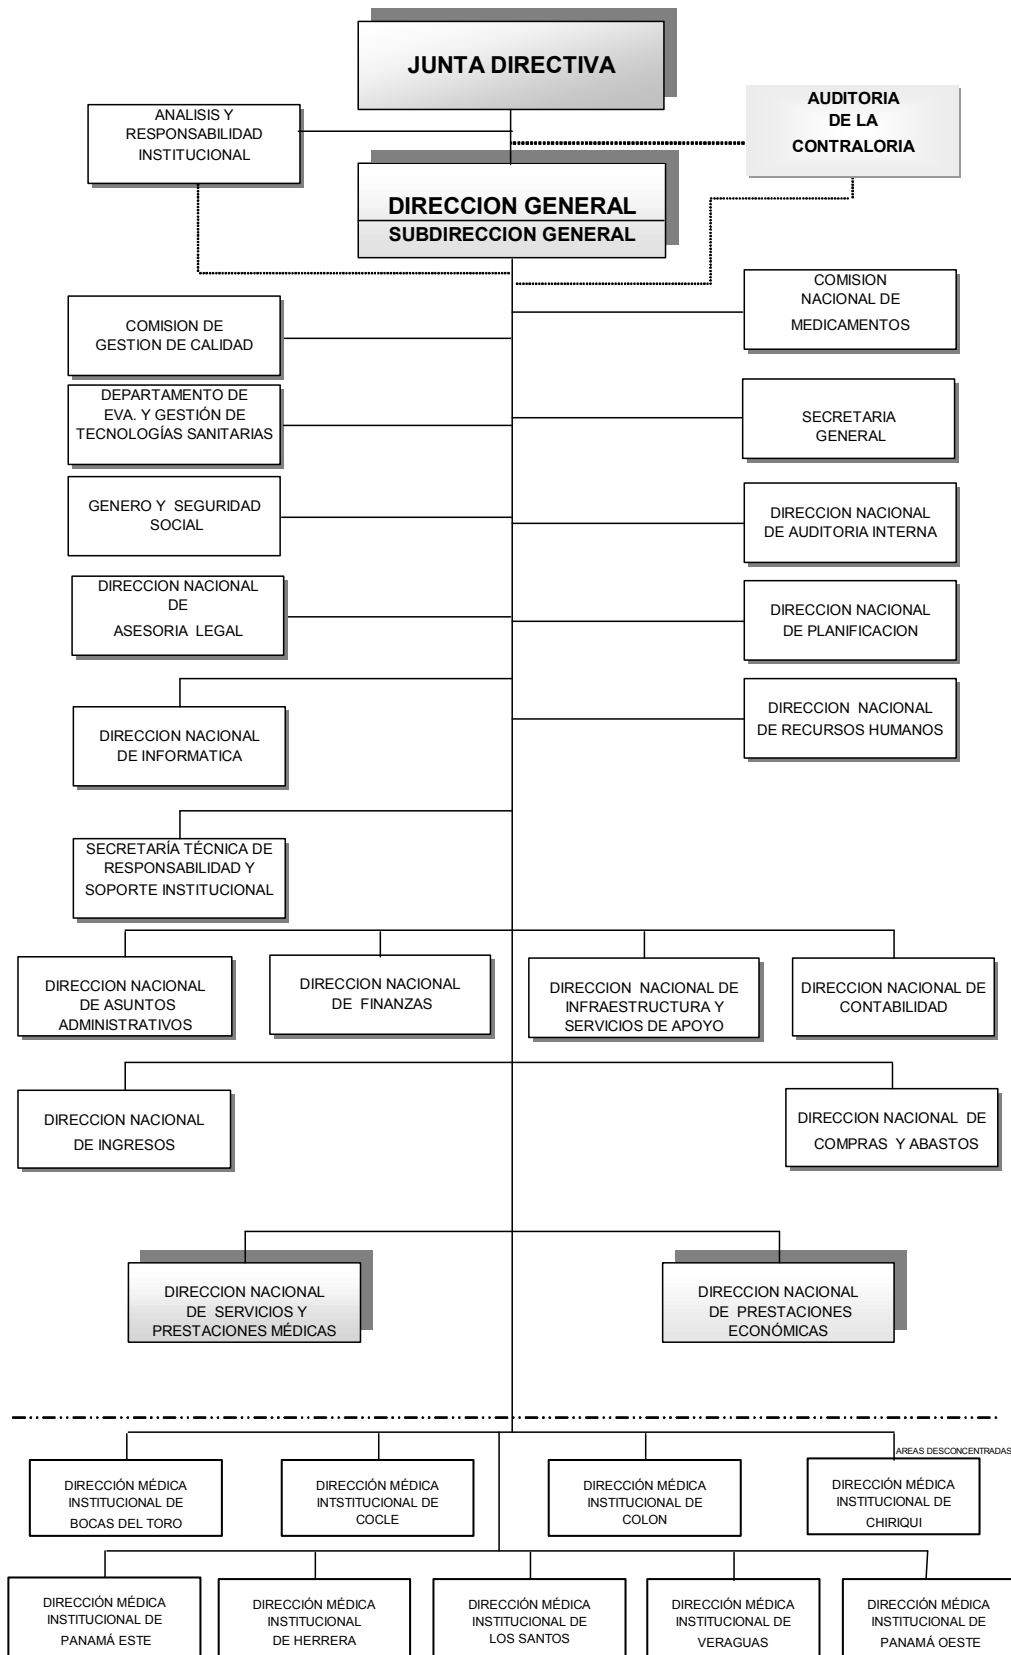 JUNTA DIRECTIVA
ANALISIS Y
RESPONSABILIDAD
INSTITUCIONAL
AUDITORIA
DE LA
CONTRALORIA
DIRECCION GENERAL
SUBDIRECCION GENERAL
COMISION
NACIONAL DE
MEDICAMENTOS
COMISION DE
GESTION DE CALIDAD
DEPARTAMENTO DE
EVA. Y GESTIÓN DE
TECNOLOGÍAS SANITARIAS
SECRETARIA
GENERAL
GENERO Y SEGURIDAD
SOCIAL
DIRECCION NACIONAL
DE AUDITORIA INTERNA
DIRECCION NACIONAL
DE
ASESORIA LEGAL
DIRECCION NACIONAL
DE PLANIFICACION
DIRECCION NACIONAL
DE INFORMATICA
DIRECCION NACIONAL
DE RECURSOS HUMANOS
SECRETARÍA TÉCNICA DE
RESPONSABILIDAD Y
SOPORTE INSTITUCIONAL
DIRECCION NACIONAL
DE ASUNTOS
ADMINISTRATIVOS
DIRECCION NACIONAL
DE FINANZAS
DIRECCION NACIONAL DE
INFRAESTRUCTURA Y
SERVICIOS DE APOYO
DIRECCION NACIONAL DE
CONTABILIDAD
DIRECCION NACIONAL
DE INGRESOS
DIRECCION NACIONAL DE
COMPRAS Y ABASTOS
DIRECCION NACIONAL
DE SERVICIOS Y
PRESTACIONES MÉDICAS
DIRECCION NACIONAL
DE PRESTACIONES
ECONÓMICAS
AREAS DESCONCENTRADAS
DIRECCIÓN MÉDICA
INSTITUCIONAL DE
BOCAS DEL TORO
DIRECCIÓN MÉDICA
INTSTITUCIONAL DE
COCLE
DIRECCIÓN MÉDICA
INSTITUCIONAL DE
COLON
DIRECCIÓN MÉDICA
INSTITUCIONAL DE
CHIRIQUI
DIRECCIÓN MÉDICA
INSTITUCIONAL DE
PANAMÁ ESTE
DIRECCIÓN MÉDICA
INSTITUCIONAL
DE HERRERA
DIRECCIÓN MÉDICA
INSTITUCIONAL DE
LOS SANTOS
DIRECCIÓN MÉDICA
INSTITUCIONAL DE
VERAGUAS
DIRECCIÓN MÉDICA
INSTITUCIONAL DE
PANAMÁ OESTE